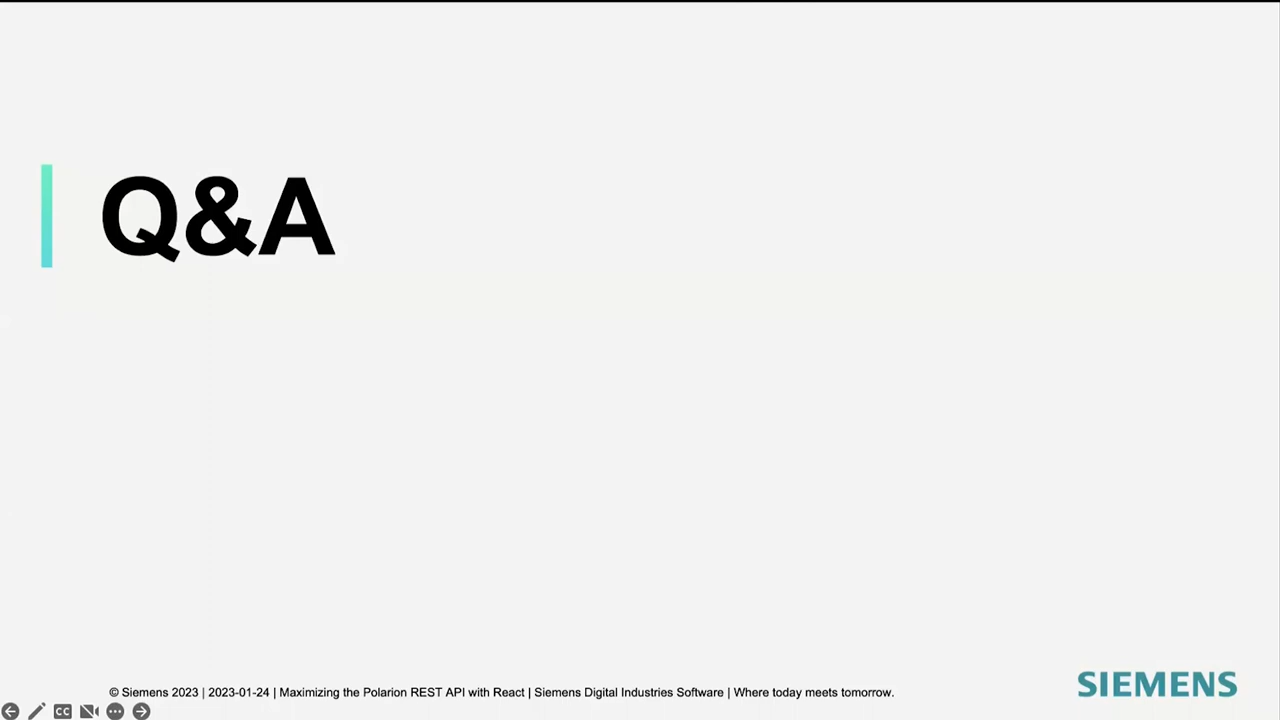 Q&A
© Siemens 2023 | 2023-01-24 | Maximizing the Polarion REST API with React | Siemens Digital Industries Software | Where today meets tomorrow.
SIEMENS
CC